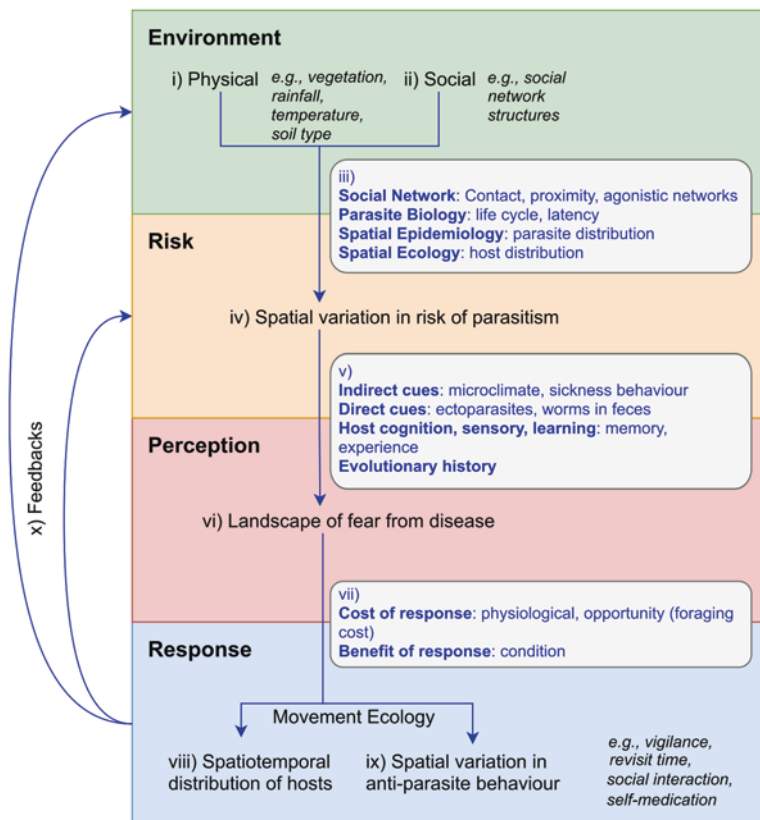 Environment
i) Physical
e.g., vegetation,
rainfall,
temperature,
soil type
ii) Social
e.g., social
network
structures
iii)
Social Network: Contact, proximity, agonistic networks
Parasite Biology: life cycle, latency
Spatial Epidemiology: parasite distribution
Spatial Ecology: host distribution
Risk
iv) Spatial variation in risk of parasitism
v)
Indirect cues: microclimate, sickness behaviour
Direct cues: ectoparasites, worms in feces
Host cognition, sensory, learning: memory,
experience
Evolutionary history
Perception
vi) Landscape of fear from disease
x) Feedbacks
vii)
Cost of response: physiological, opportunity (foraging
cost)
Benefit of response: condition
Response
Movement Ecology
viii) Spatiotemporal
distribution of hosts
ix) Spatial variation in
anti-parasite behaviour
e.g., vigilance,
revisit time,
social interaction,
self-medication